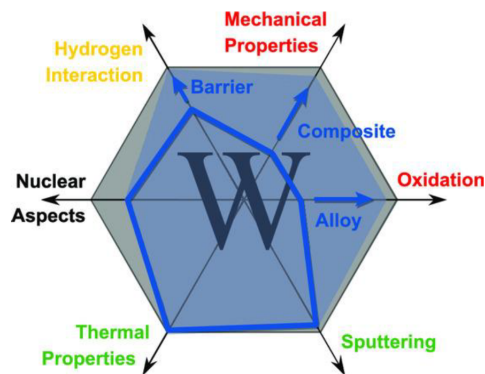 Mechanical
Properties
Hydrogen
Interaction
Barrier
Composite
Nuclear
Aspects
W
Oxidation
Alloy
Thermal
Properties
Sputtering